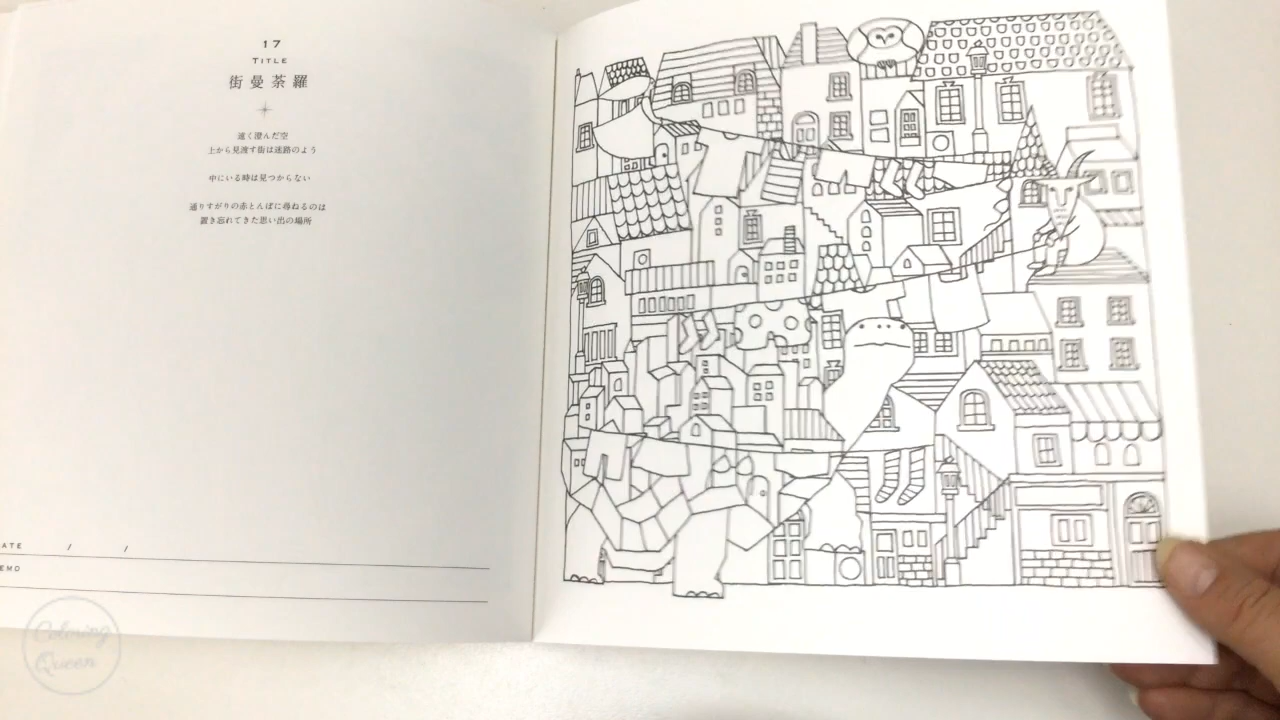 17
TITLE
街曼荼羅
遠く澄んだ空
上から見渡す街は迷路のよう
中にいる時は見つからない
通りすがりの赤とんぼに尋ねるのは
置き忘れてきた思い出の場所
ATE / /
EMO
Coloring
Queen